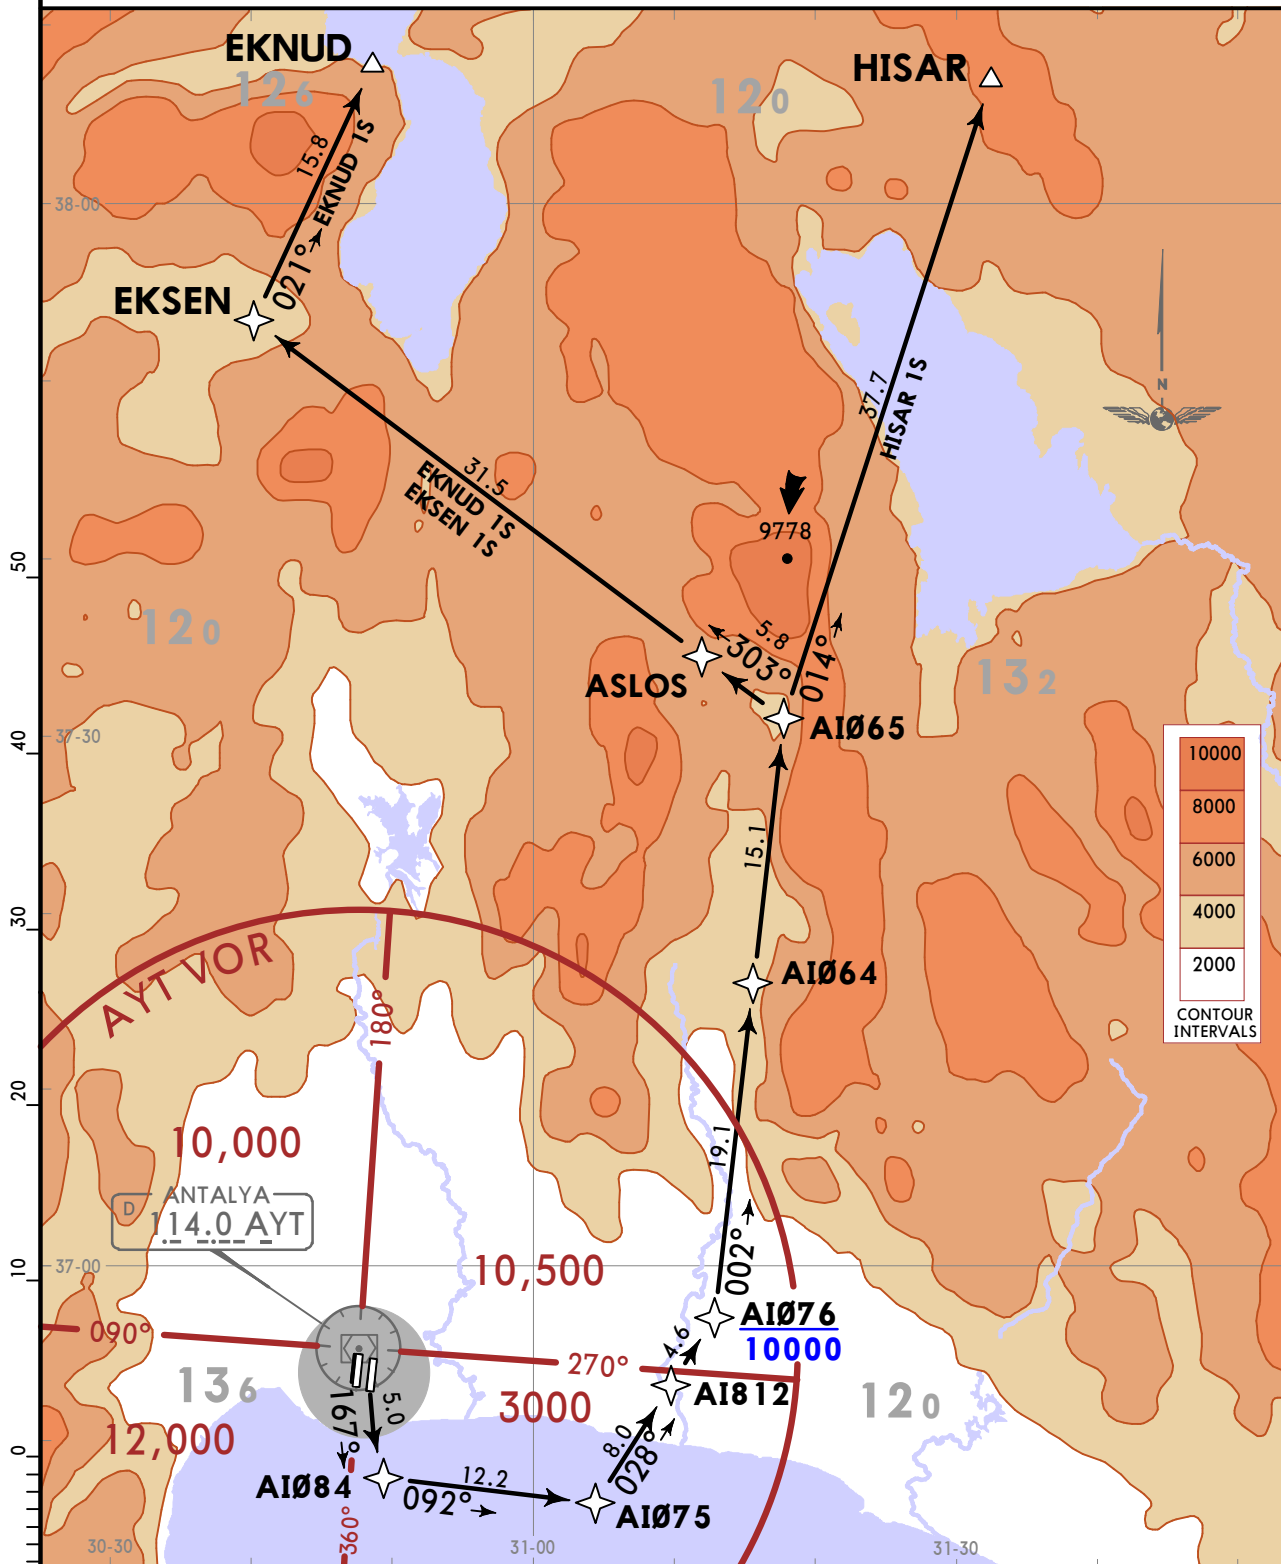 EKNUD
126
HISAR
120
15.8
EKNUD 1S
38-00
021°
EKSEN
N
37.7
HISAR 1S
31.5
EKNUD 1S
EKSEN 1S
9778
50
120
5.8
303°
014°
132
ASLOS
AIØ65
37-30
40
10000
8000
6000
4000
2000
CONTOUR
INTERVALS
15.1
30
AYT VOR
AIØ64
180°
20
19.1
10,000
ANTALYA
D
114.0 AYT
002°
10
37-00
10,500
AIØ76
10000
090°
4.6
270°
136
3000
AI812
120
12,000
167°
5.0
8.0
028°
0
AIØ84
12.2
092°
AIØ75
360°
30-30
31-00
31-30